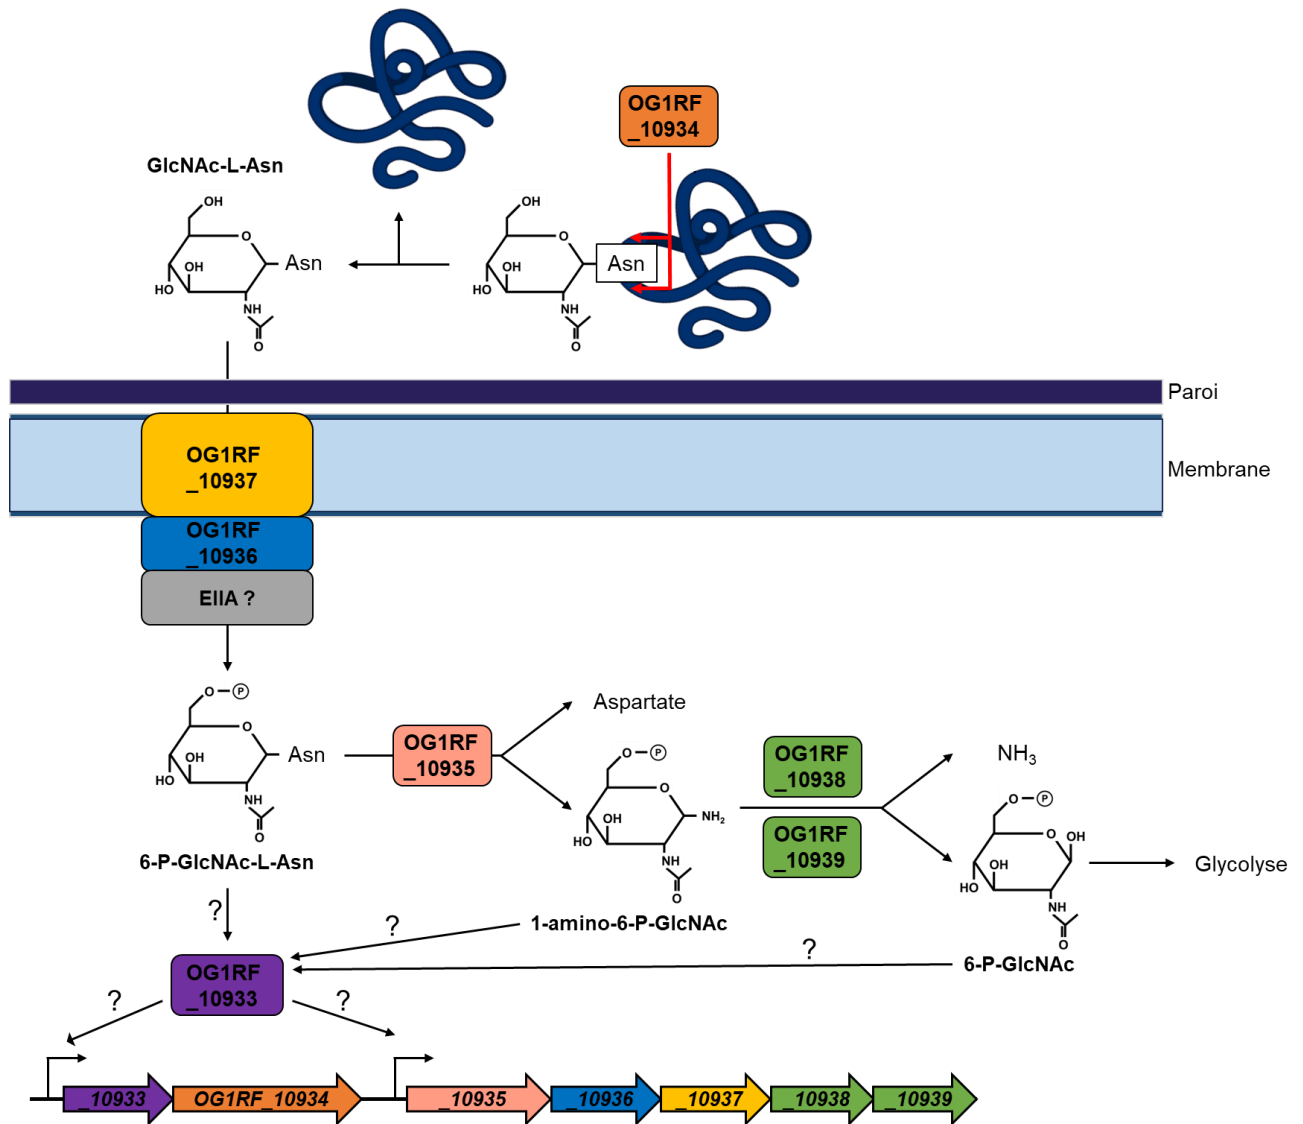 OG1RF
_10934
GlcNAc-L-Asn
OH
O
OH
HO
Asn
NH
O
OH
O
OH
HO
Asn
NH
O
Paroi
Membrane
OG1RF
_10937
OG1RF
_10936
EIIA ?
O
P
O
OH
HO
Asn
NH
O
6-P-GlcNAc-L-Asn
OG1RF
_10935
Aspartate
O
P
O
OH
HO
NH2
NH
O
1-amino-6-P-GlcNAc
OG1RF
_10938
OG1RF
_10939
NH3
O
P
O
OH
OH
HO
NH
O
6-P-GlcNAc
Glycolyse
?
?
?
OG1RF
_10933
?
?
_10933
OG1RF_10934
_10935
_10936
_10937
_10938
_10939